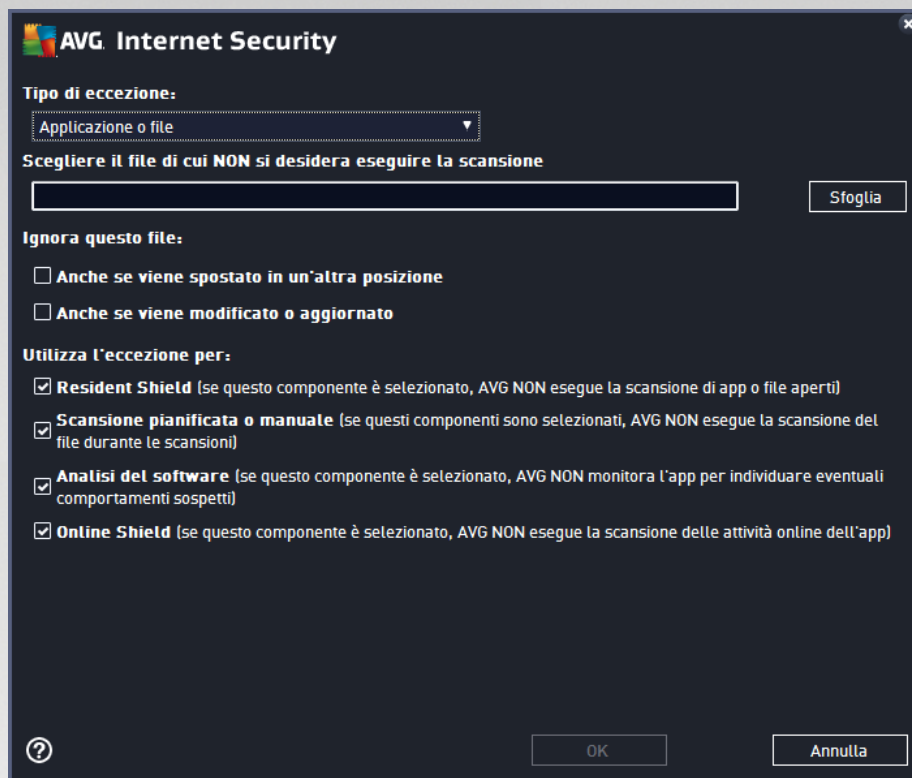 AVG. Internet Security
Tipo di eccezione:
Applicazione o file
Scegliere il file di cui NON si desidera eseguire la scansione
Sfoglia
Ignora questo file:
Anche se viene spostato in un'altra posizione
Anche se viene modificato o aggiornato
Utilizza l'eccezione per:
Resident Shield (se questo componente è selezionato, AVG NON esegue la scansione di app o file aperti)
Scansione pianificata o manuale (se questi componenti sono selezionati, AVG NON esegue la scansione del
file durante le scansioni)
Analisi del software (se questo componente è selezionato, AVG NON monitora l'app per individuare eventuali
comportamenti sospetti)
Online Shield (se questo componente è selezionato, AVG NON esegue la scansione delle attività online dell'app)
?
OK
Annulla